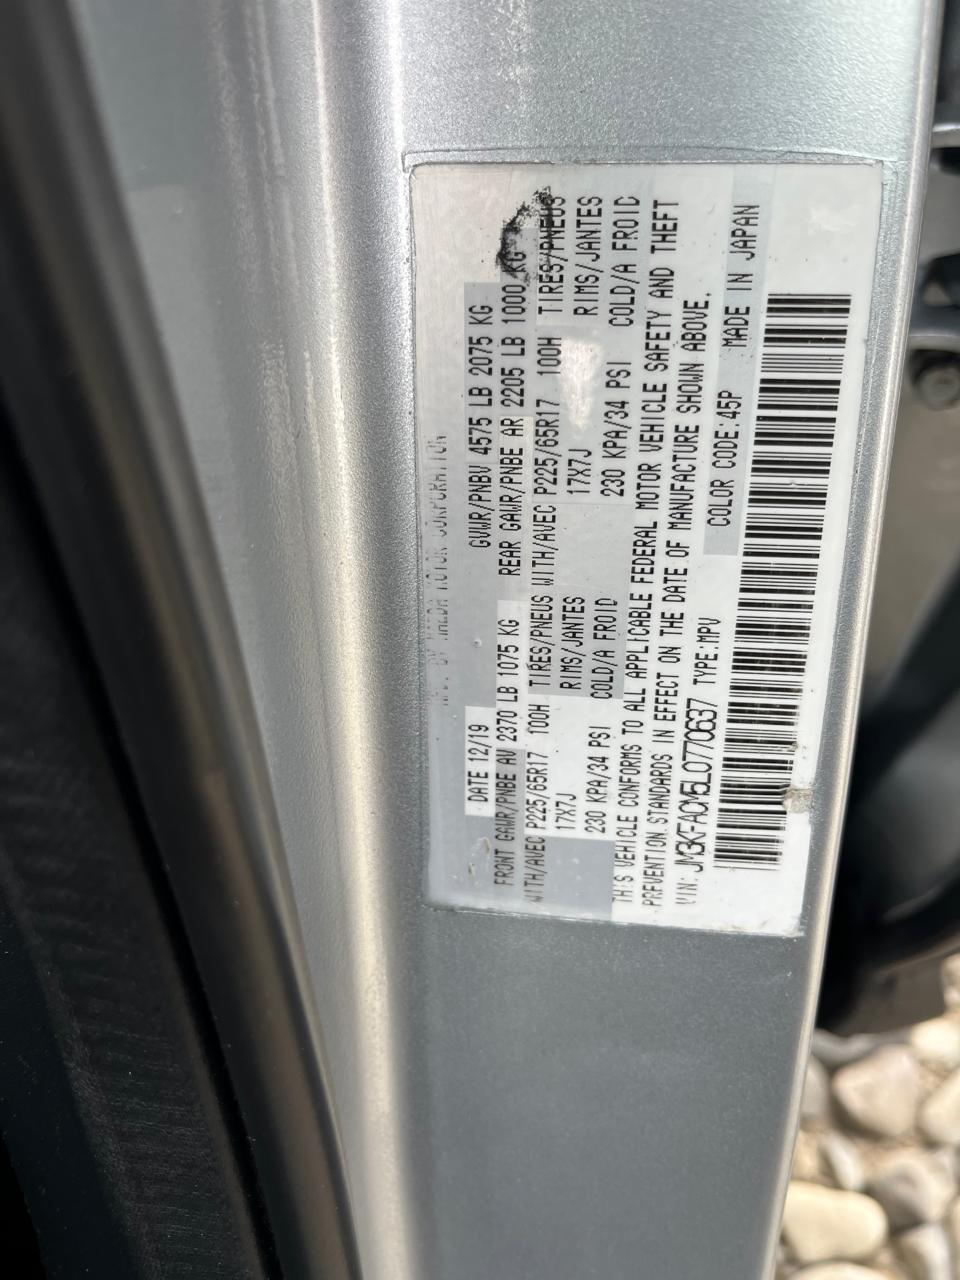 MAZDA MOTOR CORPORATION
DATE 12/19 GVWR/PNBV 4575 LB 2075 KG
FRONT GAWR/PNBE AV 2370 LB 1075 KG REAR GAWR/PNBE AR 2205 LB 1000 KG
WITH/AVEC P225/65R17 100H TIRES/PNEUS WITH/AVEC P225/65R17 100H TIRES/PNEUS
17X7J RIMS/JANTES 17X7J RIMS/JANTES
230 KPA/34 PSI COLD/A FROID 230 KPA/34 PSI COLD/A FROID
THIS VEHICLE CONFORMS TO ALL APPLICABLE FEDERAL MOTOR VEHICLE SAFETY AND THEFT
PREVENTION STANDARDS IN EFFECT ON THE DATE OF MANUFACTURE SHOWN ABOVE.
VIN: JM3KFACM5L0770637 TYPE:MPV COLOR CODE:45P MADE IN JAPAN